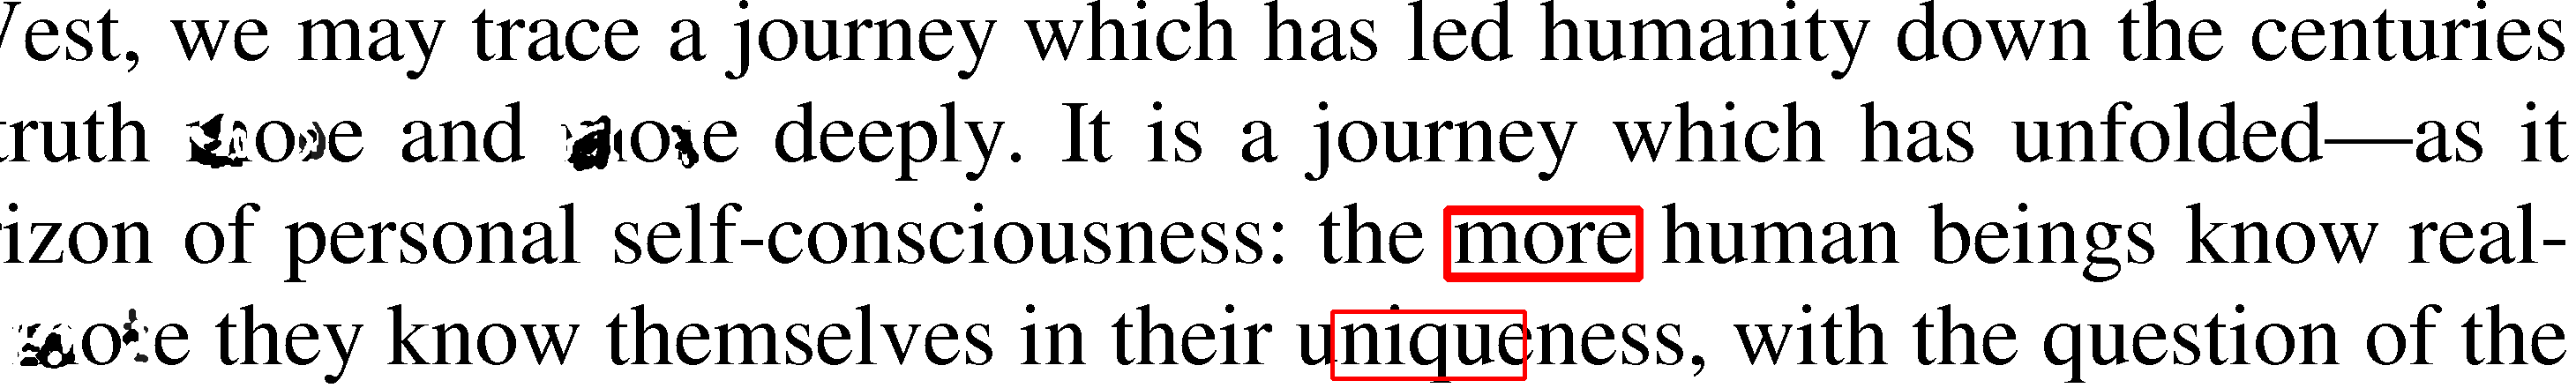 est, we may trace a journey which has led humanity down the centuries
truth and deeply. It is a journey which has unfolded—as it
izon of personal self-consciousness: the more human beings know real-
they know themselves in their uniqueness, with the question of the